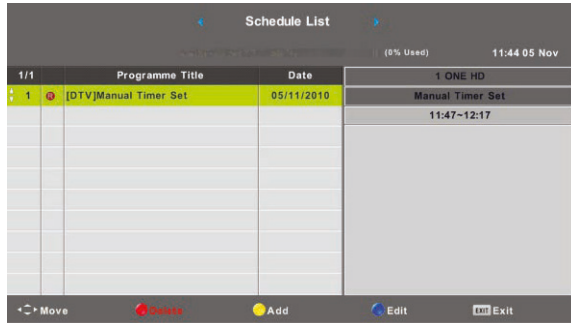 Schedule List
(0% Used) 11:44 05 Nov
1/1 Programme Title Date 1 ONE HD
1 R [DTV]Manual Timer Set 05/11/2010 Manual Timer Set
11:47~12:17
Move Delete Add Edit EXIT Exit